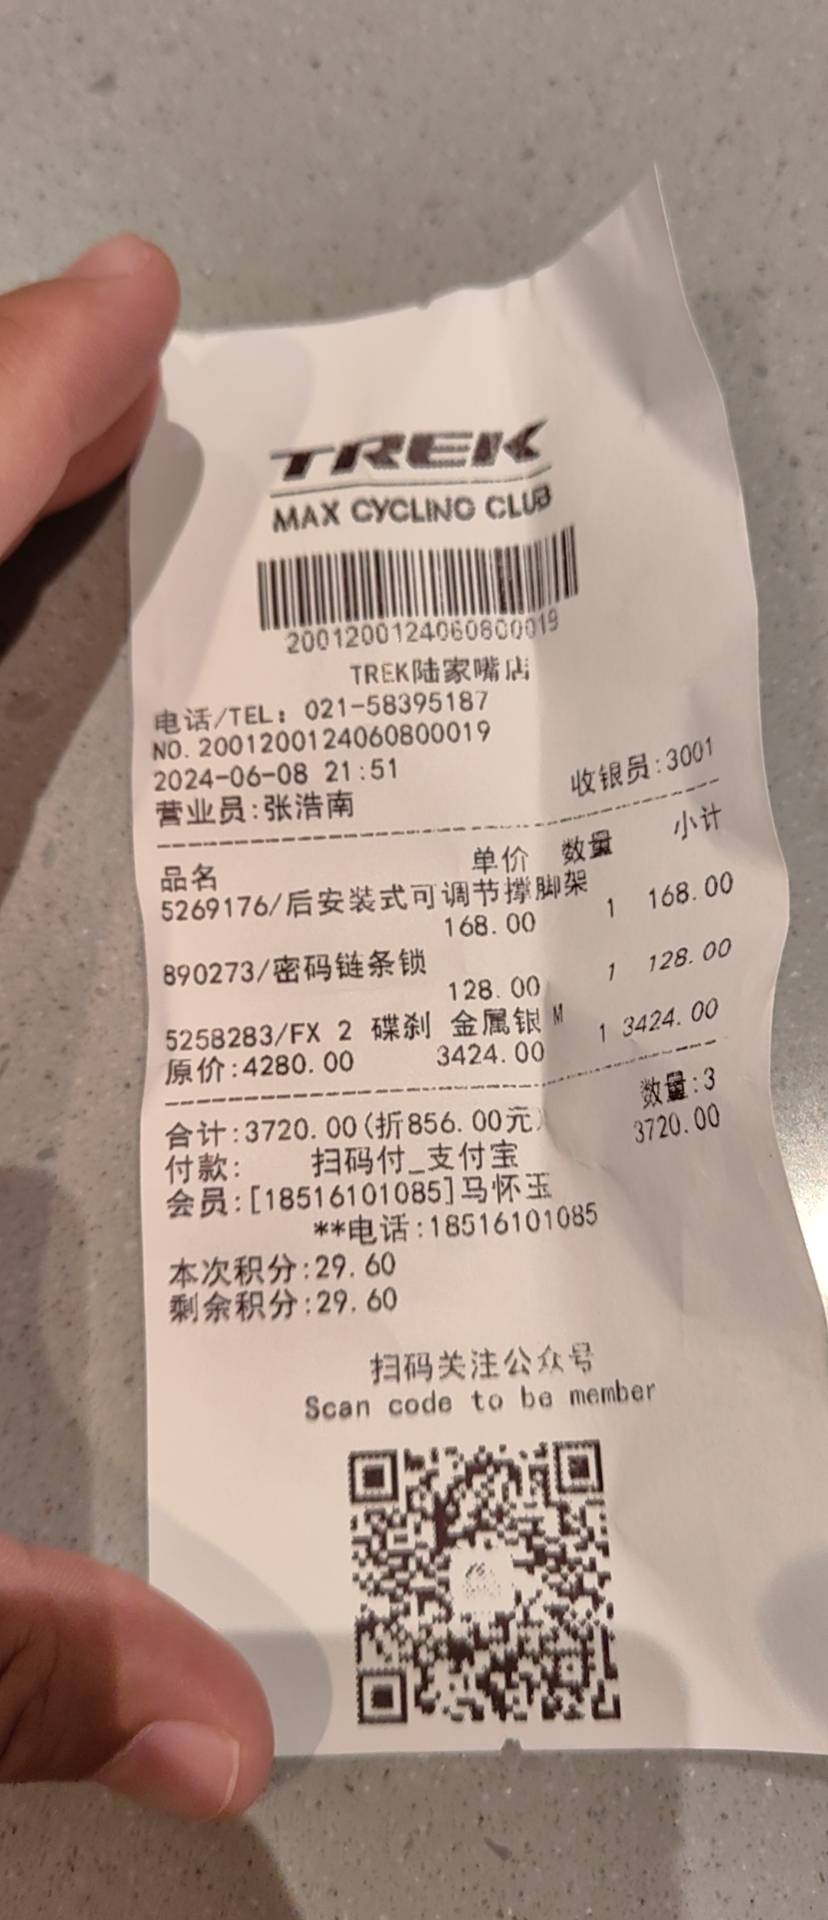 TREK
MAX CYCLING CLUB
2001200124060800019
TREK陆家嘴店
电话/TEL: 021-58395187
NO.2001200124060800019
2024-06-08 21:51 收银员:3001
营业员:张浩南
品名 单价 数量 小计
5269176/后安装式可调节撑脚架
168.00 1 168.00
890273/密码链条锁
128.00 1 128.00
5258283/FX 2 碟刹 金属银 M
原价:4280.00 3424.00 1 3424.00
数量:3
合计:3720.00(折856.00元) 3720.00
付款: 扫码付_支付宝
会员:[18516101085]马怀玉
**电话:18516101085
本次积分:29.60
剩余积分:29.60
扫码关注公众号
Scan code to be member